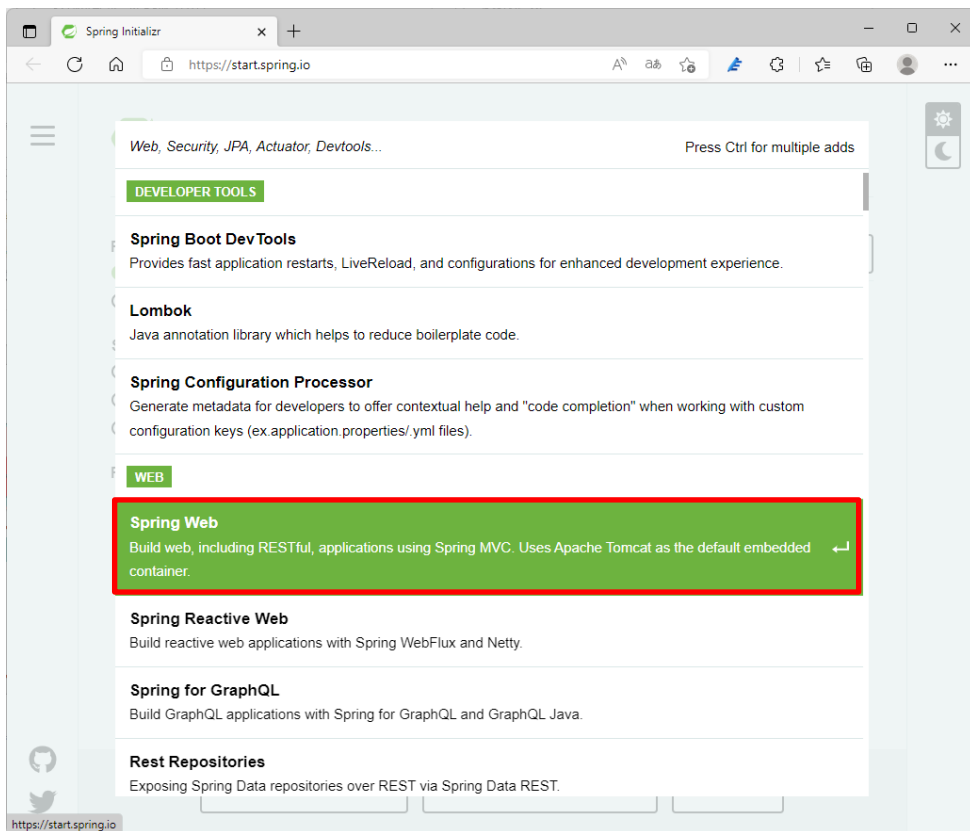 Spring Initializr
https://start.spring.io
Web, Security, JPA, Actuator, Devtools... Press Ctrl for multiple adds
DEVELOPER TOOLS
Spring Boot DevTools
Provides fast application restarts, LiveReload, and configurations for enhanced development experience.
Lombok
Java annotation library which helps to reduce boilerplate code.
Spring Configuration Processor
Generate metadata for developers to offer contextual help and "code completion" when working with custom
configuration keys (ex.application.properties/.yml files).
WEB
Spring Web
Build web, including RESTful, applications using Spring MVC. Uses Apache Tomcat as the default embedded
container.
Spring Reactive Web
Build reactive web applications with Spring WebFlux and Netty.
Spring for GraphQL
Build GraphQL applications with Spring for GraphQL and GraphQL Java.
Rest Repositories
Exposing Spring Data repositories over REST via Spring Data REST.
https://start.spring.io